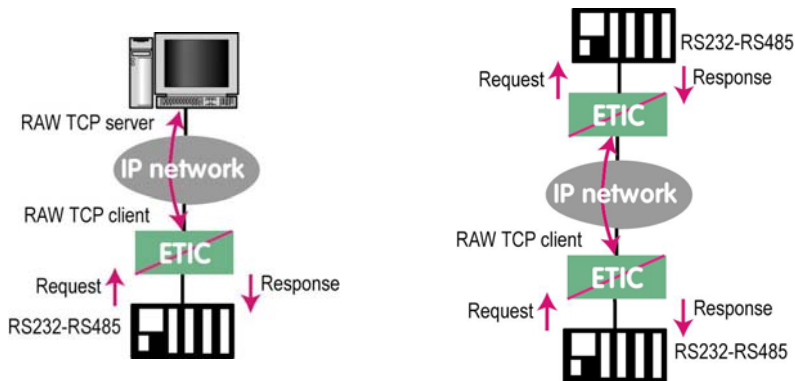 RAW TCP server
IP network
RAW TCP client
ETIC
Request
Response
RS232-RS485
RS232-RS485
Request
Response
ETIC
IP network
RAW TCP client
ETIC
Request
Response
RS232-RS485